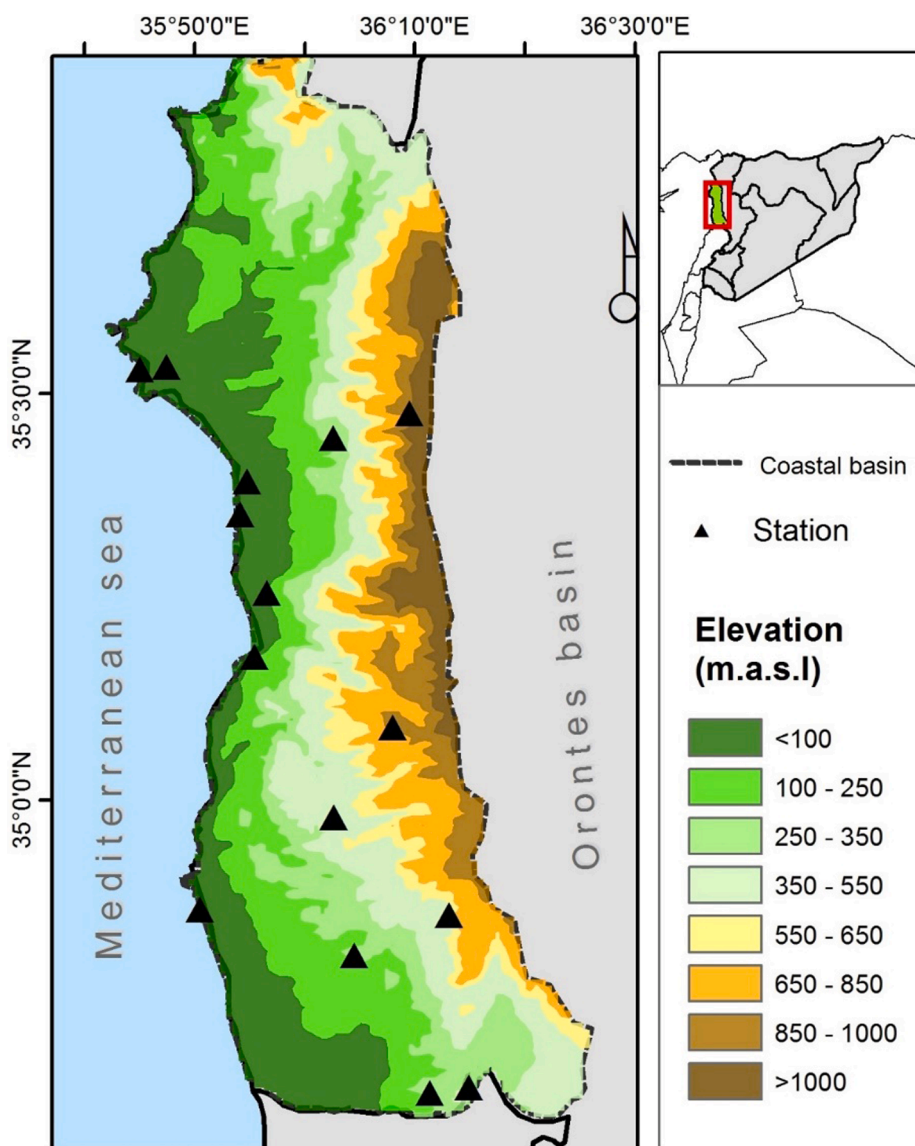 35°50'0"E
36°10'0"E
36°30'0"E
35°30'0"N
35°0'0"N
Mediterranean sea
Orontes basin
Coastal basin
Station
Elevation
(m.a.s.l)
<100
100 - 250
250 - 350
350 - 550
550 - 650
650 - 850
850 - 1000
>1000